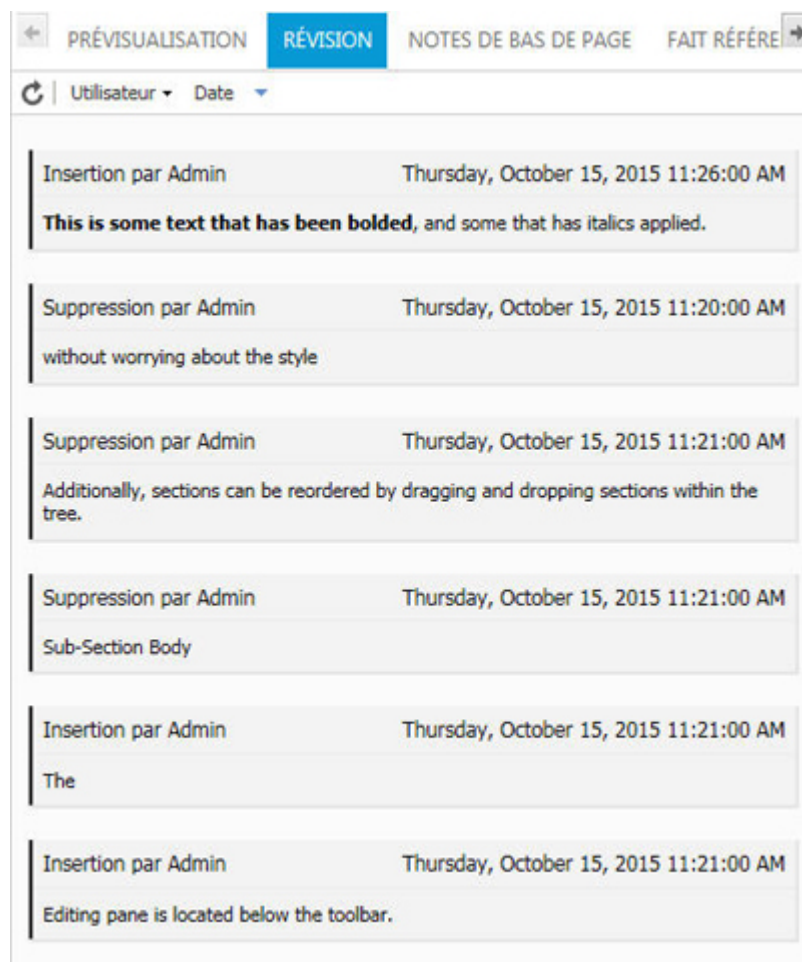 PRÉVISUALISATION RÉVISION NOTES DE BAS DE PAGE FAIT RÉFÉRE
Utilisateur Date
Insertion par Admin Thursday, October 15, 2015 11:26:00 AM
This is some text that has been bolded, and some that has italics applied.
Suppression par Admin Thursday, October 15, 2015 11:20:00 AM
without worrying about the style
Suppression par Admin Thursday, October 15, 2015 11:21:00 AM
Additionally, sections can be reordered by dragging and dropping sections within the
tree.
Suppression par Admin Thursday, October 15, 2015 11:21:00 AM
Sub-Section Body
Insertion par Admin Thursday, October 15, 2015 11:21:00 AM
The
Insertion par Admin Thursday, October 15, 2015 11:21:00 AM
Editing pane is located below the toolbar.